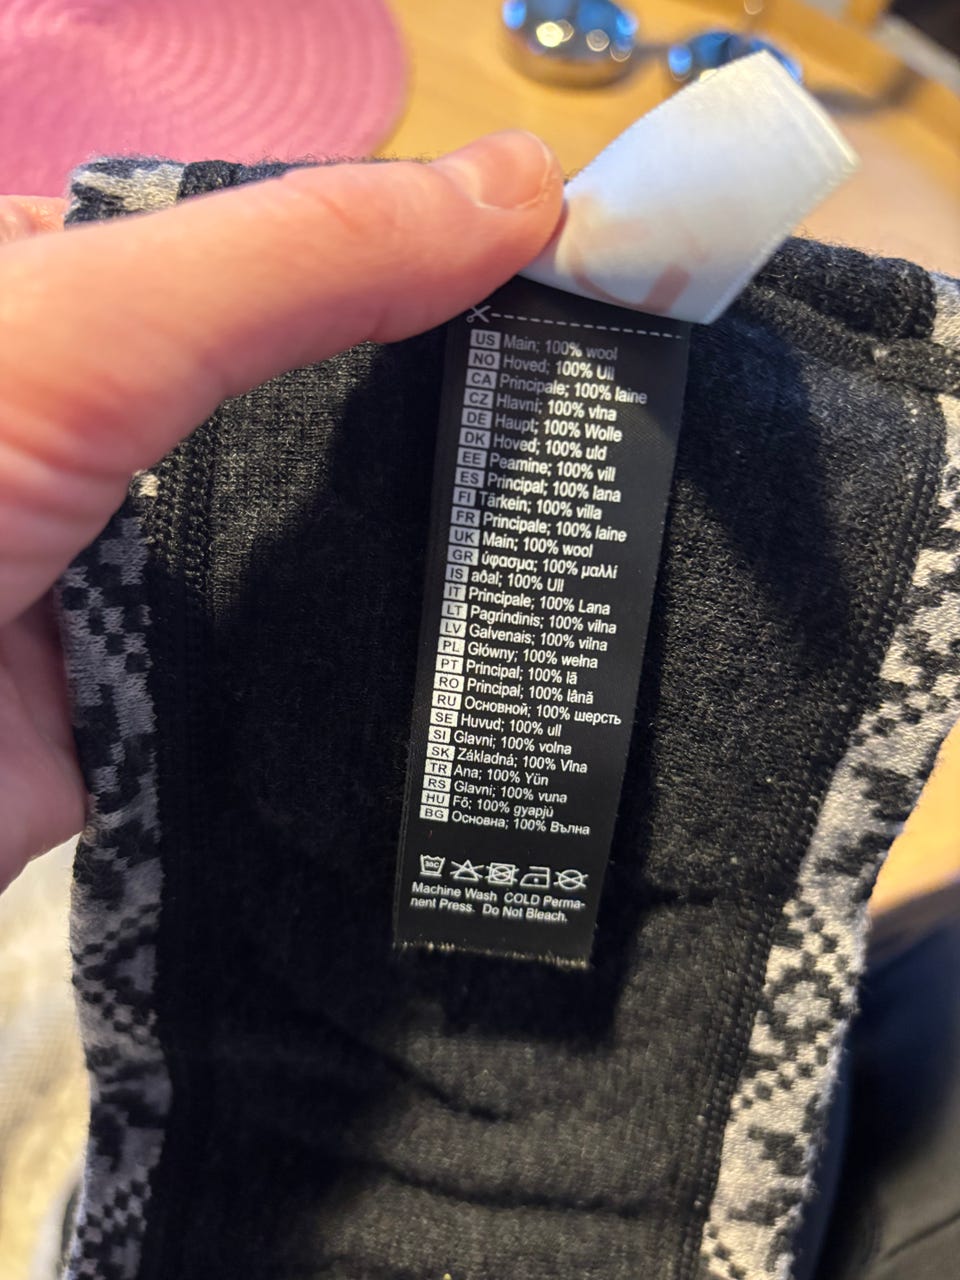 US Main; 100% wool
NO Hoved; 100% Ull
CA Principale; 100% laine
CZ Hlavní; 100% vlna
DE Haupt; 100% Wolle
DK Hoved; 100% uld
EE Peamine; 100% vill
ES Principal; 100% lana
FI Tärkein; 100% villa
FR Principale; 100% laine
UK Main; 100% wool
GR ύφασμα; 100% μαλλί
IS aðal; 100% Ull
IT Principale; 100% Lana
LT Pagrindinis; 100% vilna
LV Galvenais; 100% vilna
PL Główny; 100% wełna
PT Principal; 100% lã
RO Principal; 100% lână
RU Основной; 100% шерсть
SE Huvud; 100% ull
SI Glavni; 100% volna
SK Základná; 100% Vlna
TR Ana; 100% Yün
RS Glavni; 100% vuna
HU Fő; 100% gyapjú
BG Основна; 100% Вълна
30C
Machine Wash COLD Perma-
nent Press. Do Not Bleach.